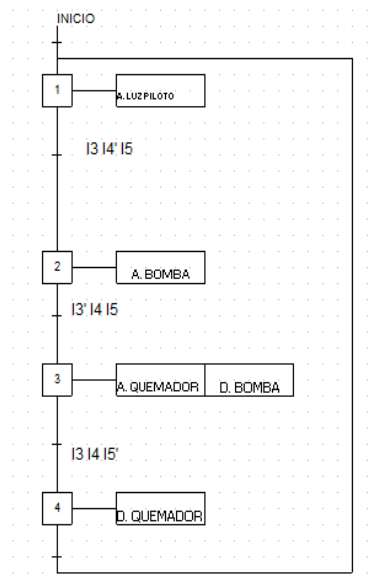 INICIO
1
A. LUZ PILOTO
I3 I4' I5
2
A. BOMBA
I3' I4 I5
3
A. QUEMADOR
D. BOMBA
I3 I4 I5'
4
D. QUEMADOR